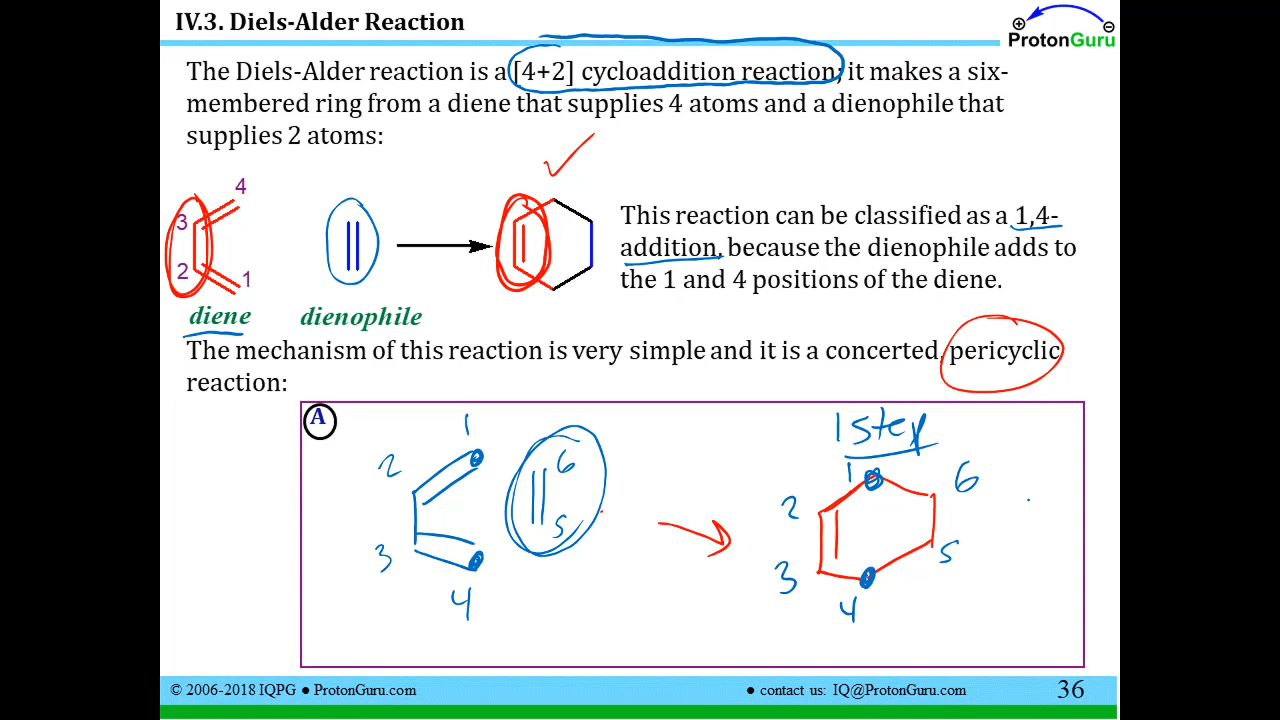 IV.3. Diels-Alder Reaction
⊕ ⊖
ProtonGuru
The Diels-Alder reaction is a [4+2] cycloaddition reaction; it makes a six-
membered ring from a diene that supplies 4 atoms and a dienophile that
supplies 2 atoms:
4
3
2
1
diene
dienophile
This reaction can be classified as a 1,4-
addition, because the dienophile adds to
the 1 and 4 positions of the diene.
The mechanism of this reaction is very simple and it is a concerted, pericyclic
reaction:
A
1
2
3
4
6
5
1 step
1
2
3
4
5
6
© 2006-2018 IQPG ● ProtonGuru.com
● contact us: IQ@ProtonGuru.com
36